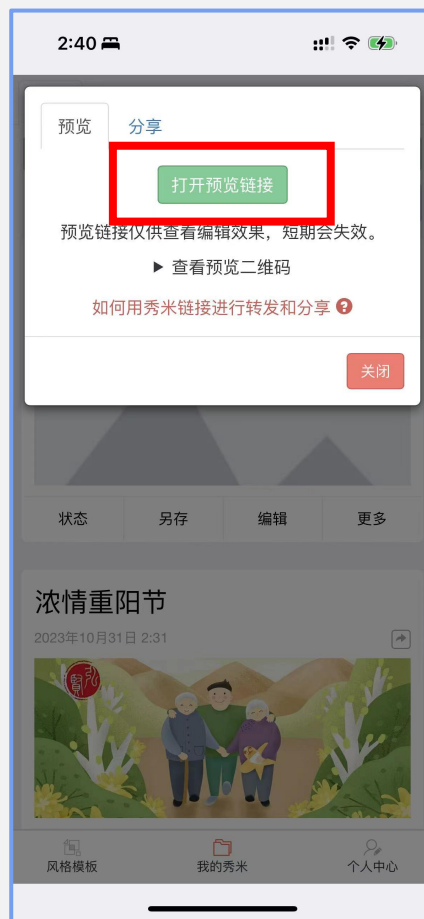 2:40
预览
分享
打开预览链接
预览链接仅供查看编辑效果，短期会失效。
▶ 查看预览二维码
如何用秀米链接进行转发和分享 ?
关闭
状态
另存
编辑
更多
浓情重阳节
2023年10月31日 2:31
弘賢
风格模板
我的秀米
个人中心